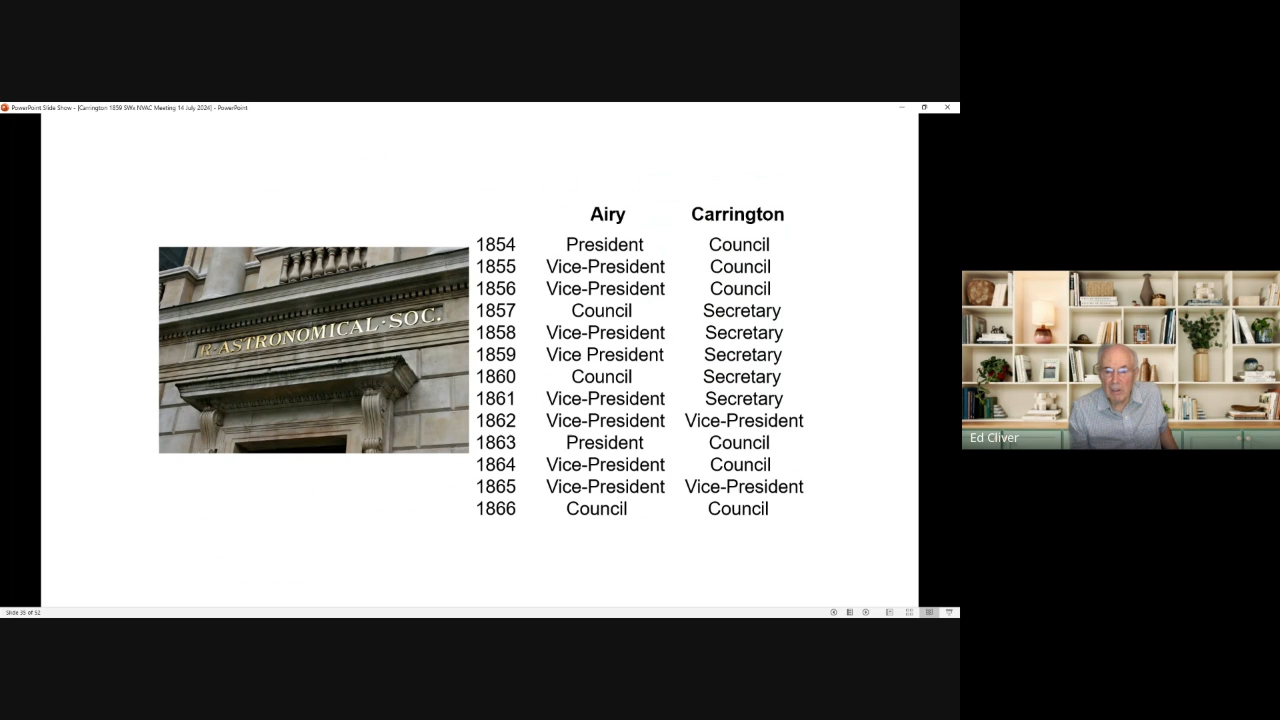 PowerPoint Slide Show - [Carrington 1859 SWx NVAC Meeting 14 July 2024] - PowerPoint
Airy Carrington
1854 President Council
1855 Vice-President Council
1856 Vice-President Council
1857 Council Secretary
1858 Vice-President Secretary
1859 Vice President Secretary
1860 Council Secretary
1861 Vice-President Secretary
1862 Vice-President Vice-President
1863 President Council
1864 Vice-President Council
1865 Vice-President Vice-President
1866 Council Council
R·ASTRONOMICAL·SOC.
Ed Cliver
Slide 35 of 52